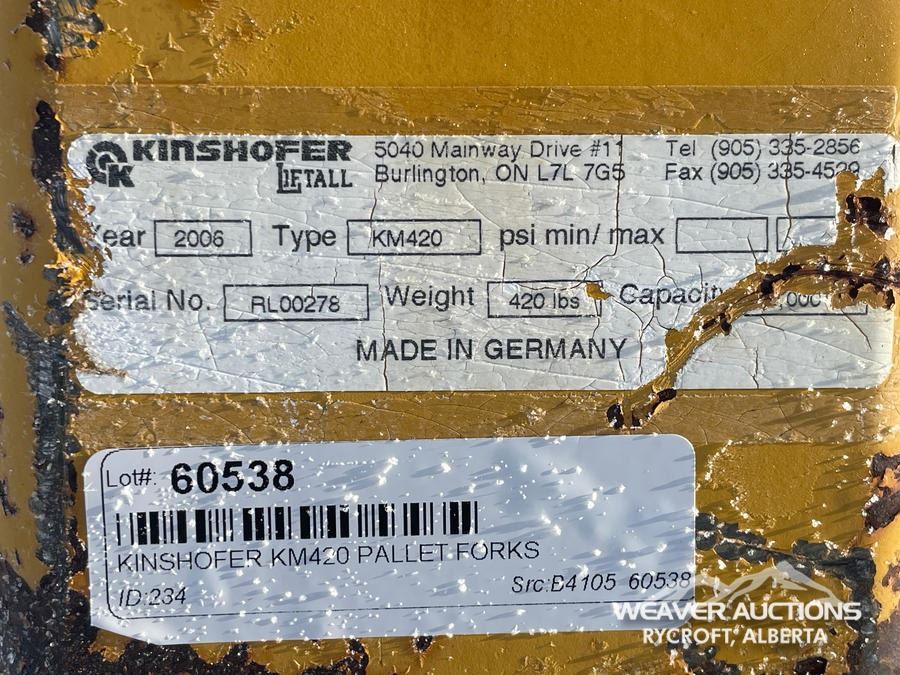 KINSHOFER
LIFTALL
5040 Mainway Drive #11
Burlington, ON L7L 7G5
Tel (905) 335-2856
Fax (905) 335-4529
Year 2006 Type KM420 psi min/ max
Serial No. RL00278 Weight 420 lbs Capacity
MADE IN GERMANY
Lot#: 60538
KINSHOFER KM420 PALLET FORKS
ID:234 Src:E4105 60538
WEAVER AUCTIONS
RYCROFT, ALBERTA